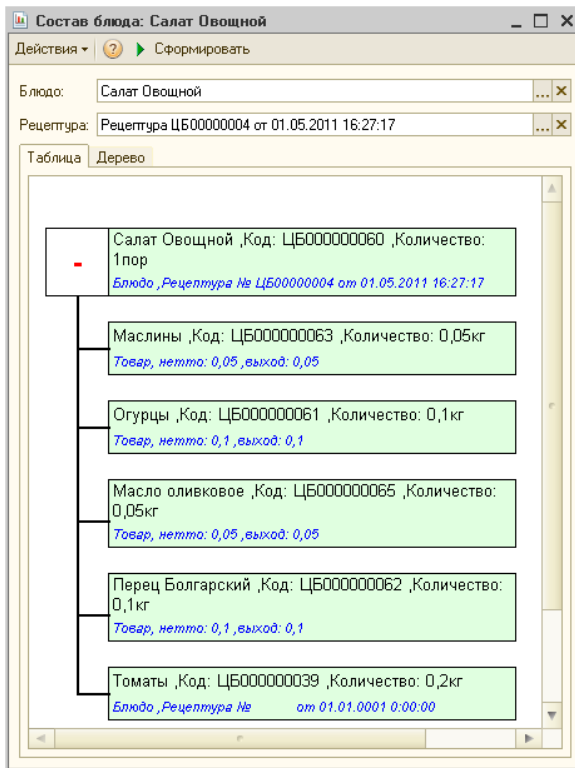 Состав блюда: Салат Овощной
Действия ? Сформировать
Блюдо: Салат Овощной ...
Рецептура: Рецептура ЦБ00000004 от 01.05.2011 16:27:17 ...
Таблица Дерево
- Салат Овощной ,Код: ЦБ000000060 ,Количество:
1пор
Блюдо ,Рецептура № ЦБ00000004 от 01.05.2011 16:27:17
Маслины ,Код: ЦБ000000063 ,Количество: 0,05кг
Товар, нетто: 0,05 ,выход: 0,05
Огурцы ,Код: ЦБ000000061 ,Количество: 0,1кг
Товар, нетто: 0,1 ,выход: 0,1
Масло оливковое ,Код: ЦБ000000065 ,Количество:
0,05кг
Товар, нетто: 0,05 ,выход: 0,05
Перец Болгарский ,Код: ЦБ000000062 ,Количество:
0,1кг
Товар, нетто: 0,1 ,выход: 0,1
Томаты ,Код: ЦБ000000039 ,Количество: 0,2кг
Блюдо ,Рецептура № от 01.01.0001 0:00:00